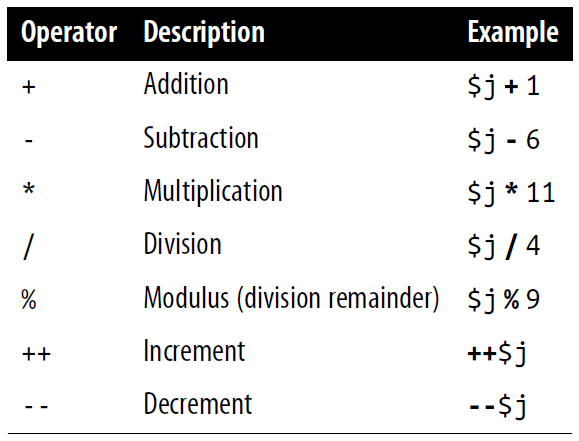 Operator Description Example
+ Addition $j + 1
- Subtraction $j - 6
* Multiplication $j * 11
/ Division $j / 4
% Modulus (division remainder) $j % 9
++ Increment ++$j
-- Decrement --$j